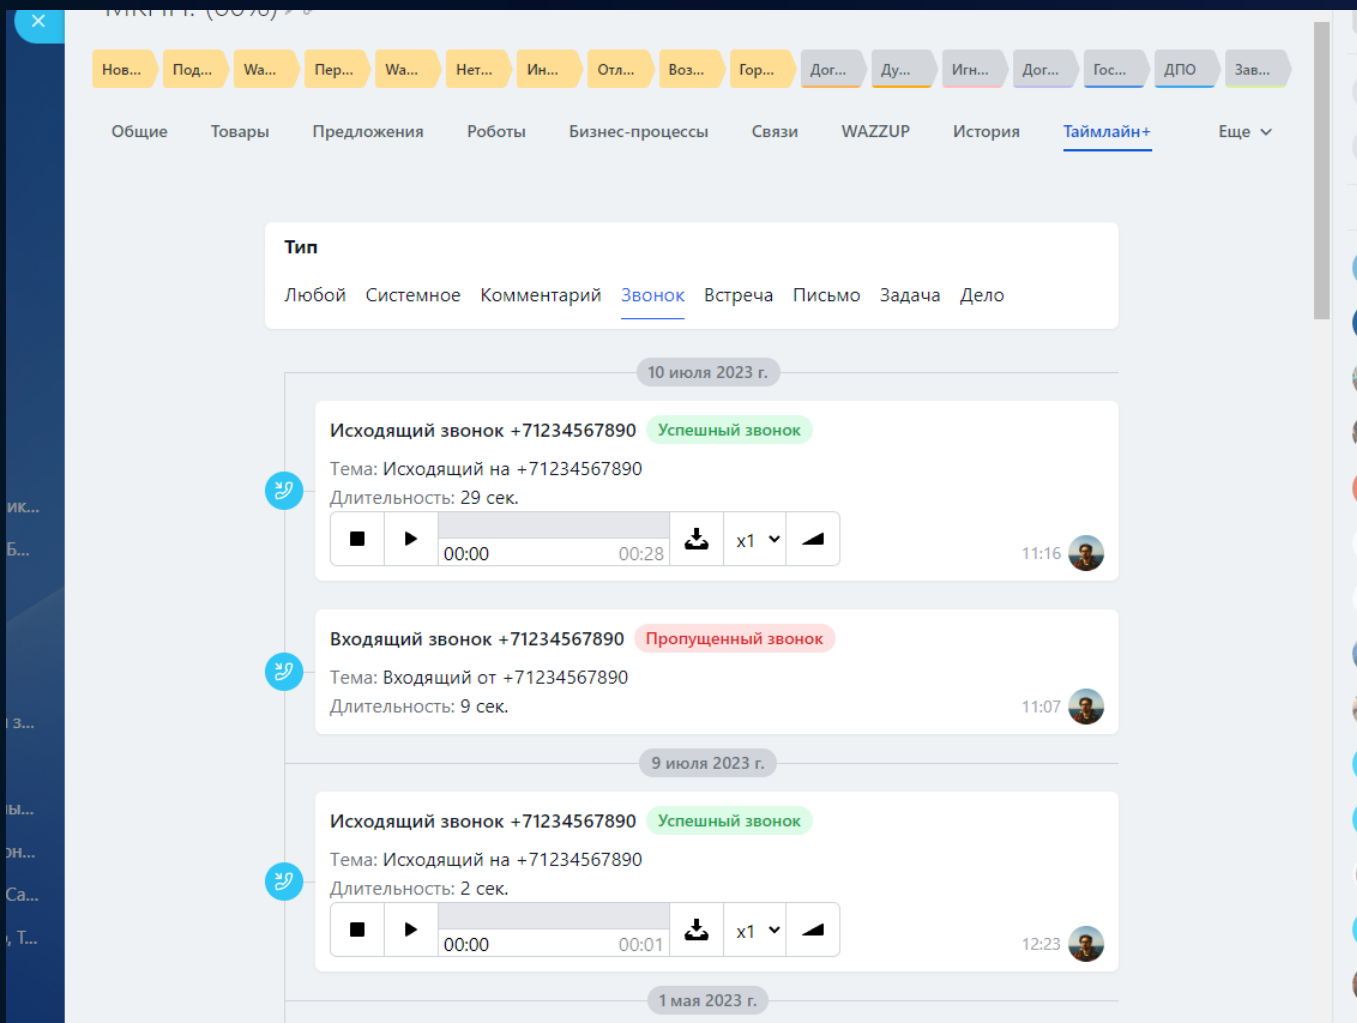 (60%)
Нов... Под... Wa... Пер... Wa... Нет... Ин... Отл... Воз... Гор... Дог... Ду... Игн... Дог... Гос... ДПО Зав...
Общие Товары Предложения Роботы Бизнес-процессы Связи WAZZUP История Таймлайн+ Еще
Тип
Любой Системное Комментарий Звонок Встреча Письмо Задача Дело
10 июля 2023 г.
Исходящий звонок +71234567890 Успешный звонок
Тема: Исходящий на +71234567890
Длительность: 29 сек.
00:00 00:28 x1
11:16
Входящий звонок +71234567890 Пропущенный звонок
Тема: Входящий от +71234567890
Длительность: 9 сек.
11:07
9 июля 2023 г.
Исходящий звонок +71234567890 Успешный звонок
Тема: Исходящий на +71234567890
Длительность: 2 сек.
00:00 00:01 x1
12:23
1 мая 2023 г.
ик...
Б...
з...
ы...
он...
Са...
, Т...